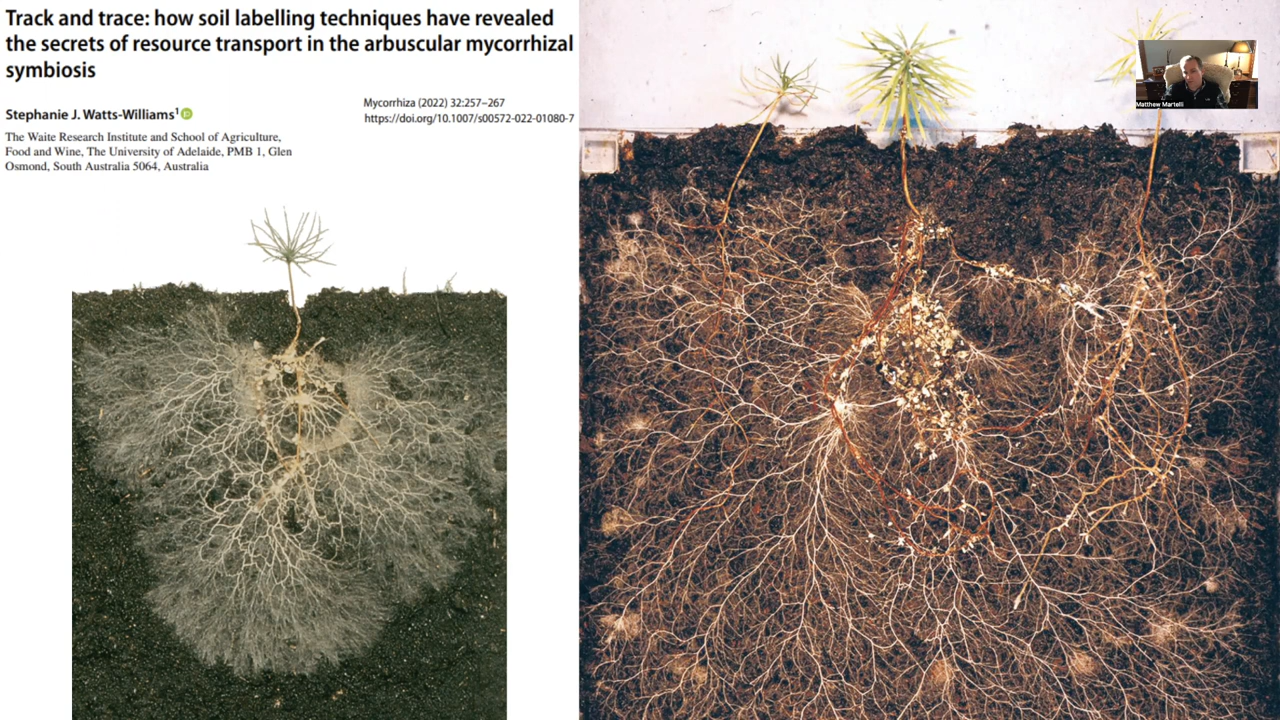 Track and trace: how soil labelling techniques have revealed
the secrets of resource transport in the arbuscular mycorrhizal
symbiosis
Stephanie J. Watts-Williams¹
Mycorrhiza (2022) 32:257–267
https://doi.org/10.1007/s00572-022-01080-7
The Waite Research Institute and School of Agriculture,
Food and Wine, The University of Adelaide, PMB 1, Glen
Osmond, South Australia 5064, Australia
Matthew Martelli